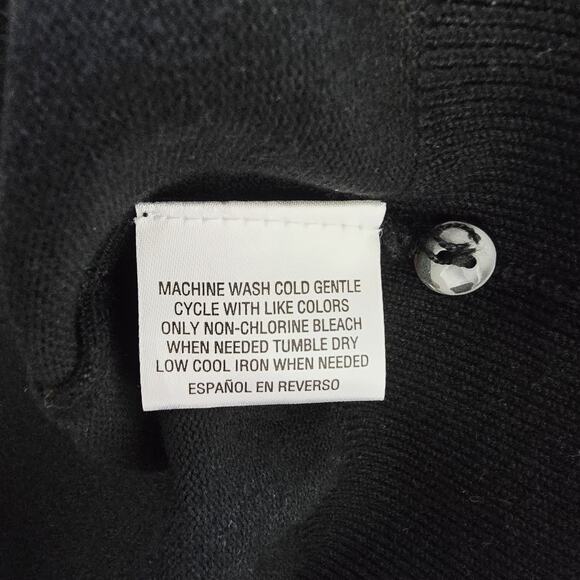 MACHINE WASH COLD GENTLE
CYCLE WITH LIKE COLORS
ONLY NON-CHLORINE BLEACH
WHEN NEEDED TUMBLE DRY
LOW COOL IRON WHEN NEEDED
ESPAÑOL EN REVERSO